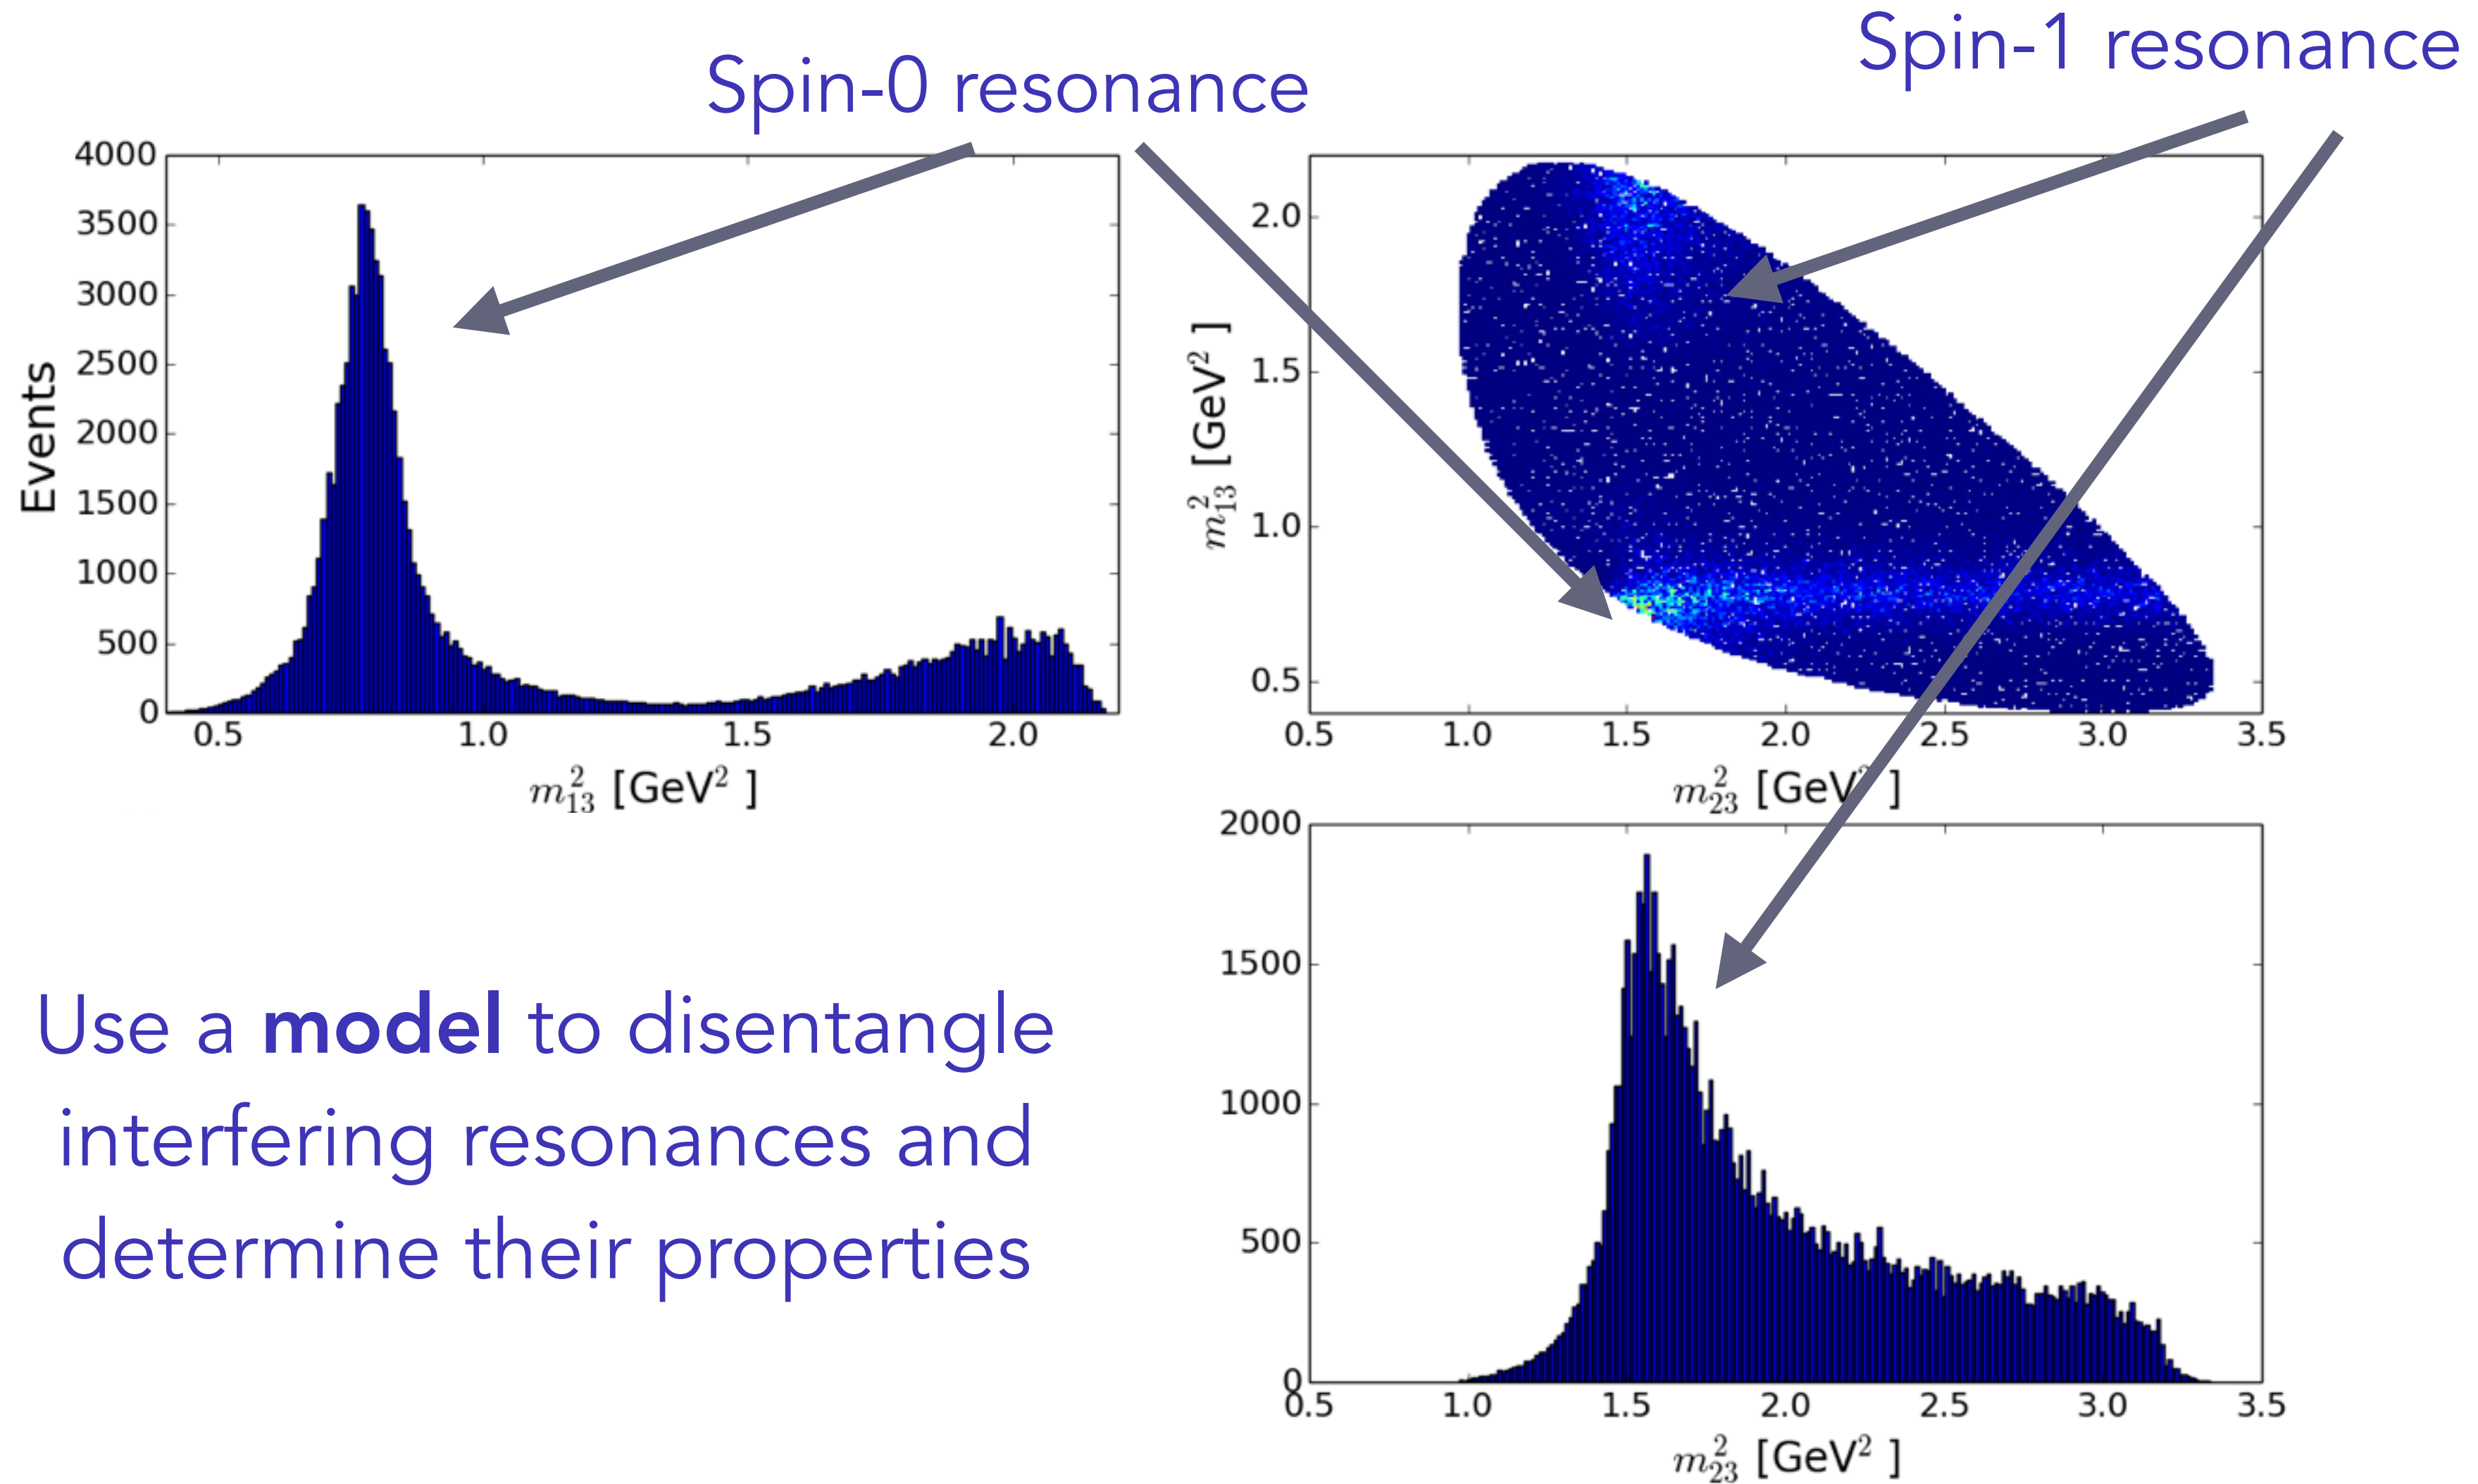 Spin-0 resonance
Spin-1 resonance
4000
3500
3000
2500
2000
1500
1000
500
0
Events
0.5 1.0 1.5 2.0
m²₁₃ [GeV² ]
2.0
1.5
1.0
0.5
m²₁₃ [GeV² ]
0.5 1.0 1.5 2.0 2.5 3.0 3.5
m²₂₃ [GeV² ]
Use a model to disentangle
interfering resonances and
determine their properties
2000
1500
1000
500
0
0.5 1.0 1.5 2.0 2.5 3.0 3.5
m²₂₃ [GeV² ]